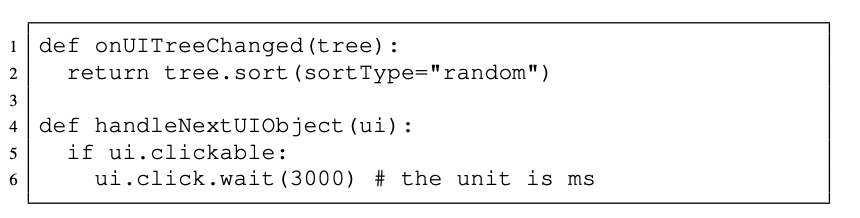 1 def onUITreeChanged(tree):
2   return tree.sort(sortType="random")
3
4 def handleNextUIObject(ui):
5   if ui.clickable:
6     ui.click.wait(3000) # the unit is ms